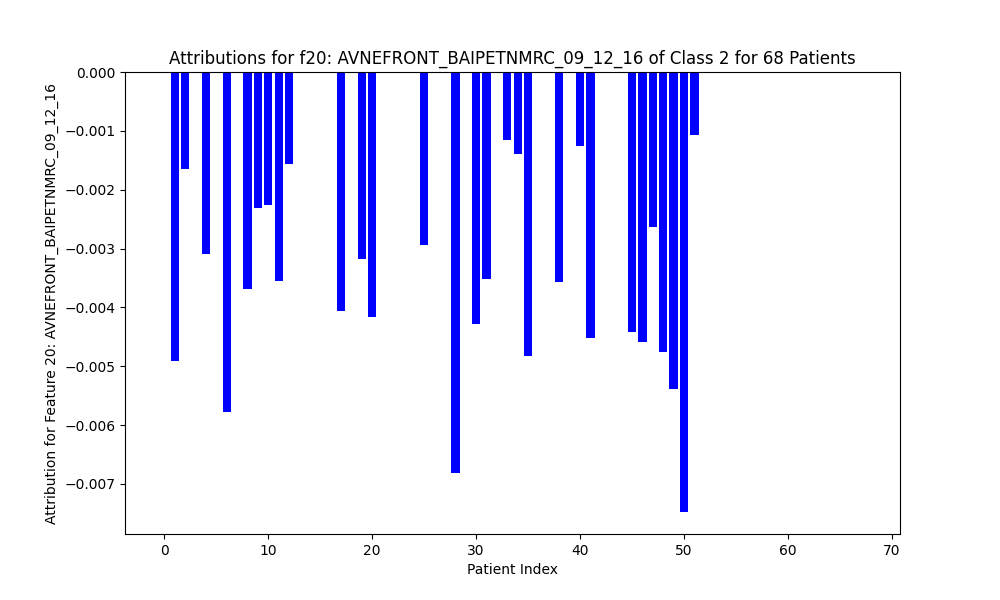 Attributions for f20: AVNEFRONT_BAIPETNMRC_09_12_16 of Class 2 for 68 Patients
Attribution for Feature 20: AVNEFRONT_BAIPETNMRC_09_12_16
0.000
−0.001
−0.002
−0.003
−0.004
−0.005
−0.006
−0.007
0 10 20 30 40 50 60 70
Patient Index